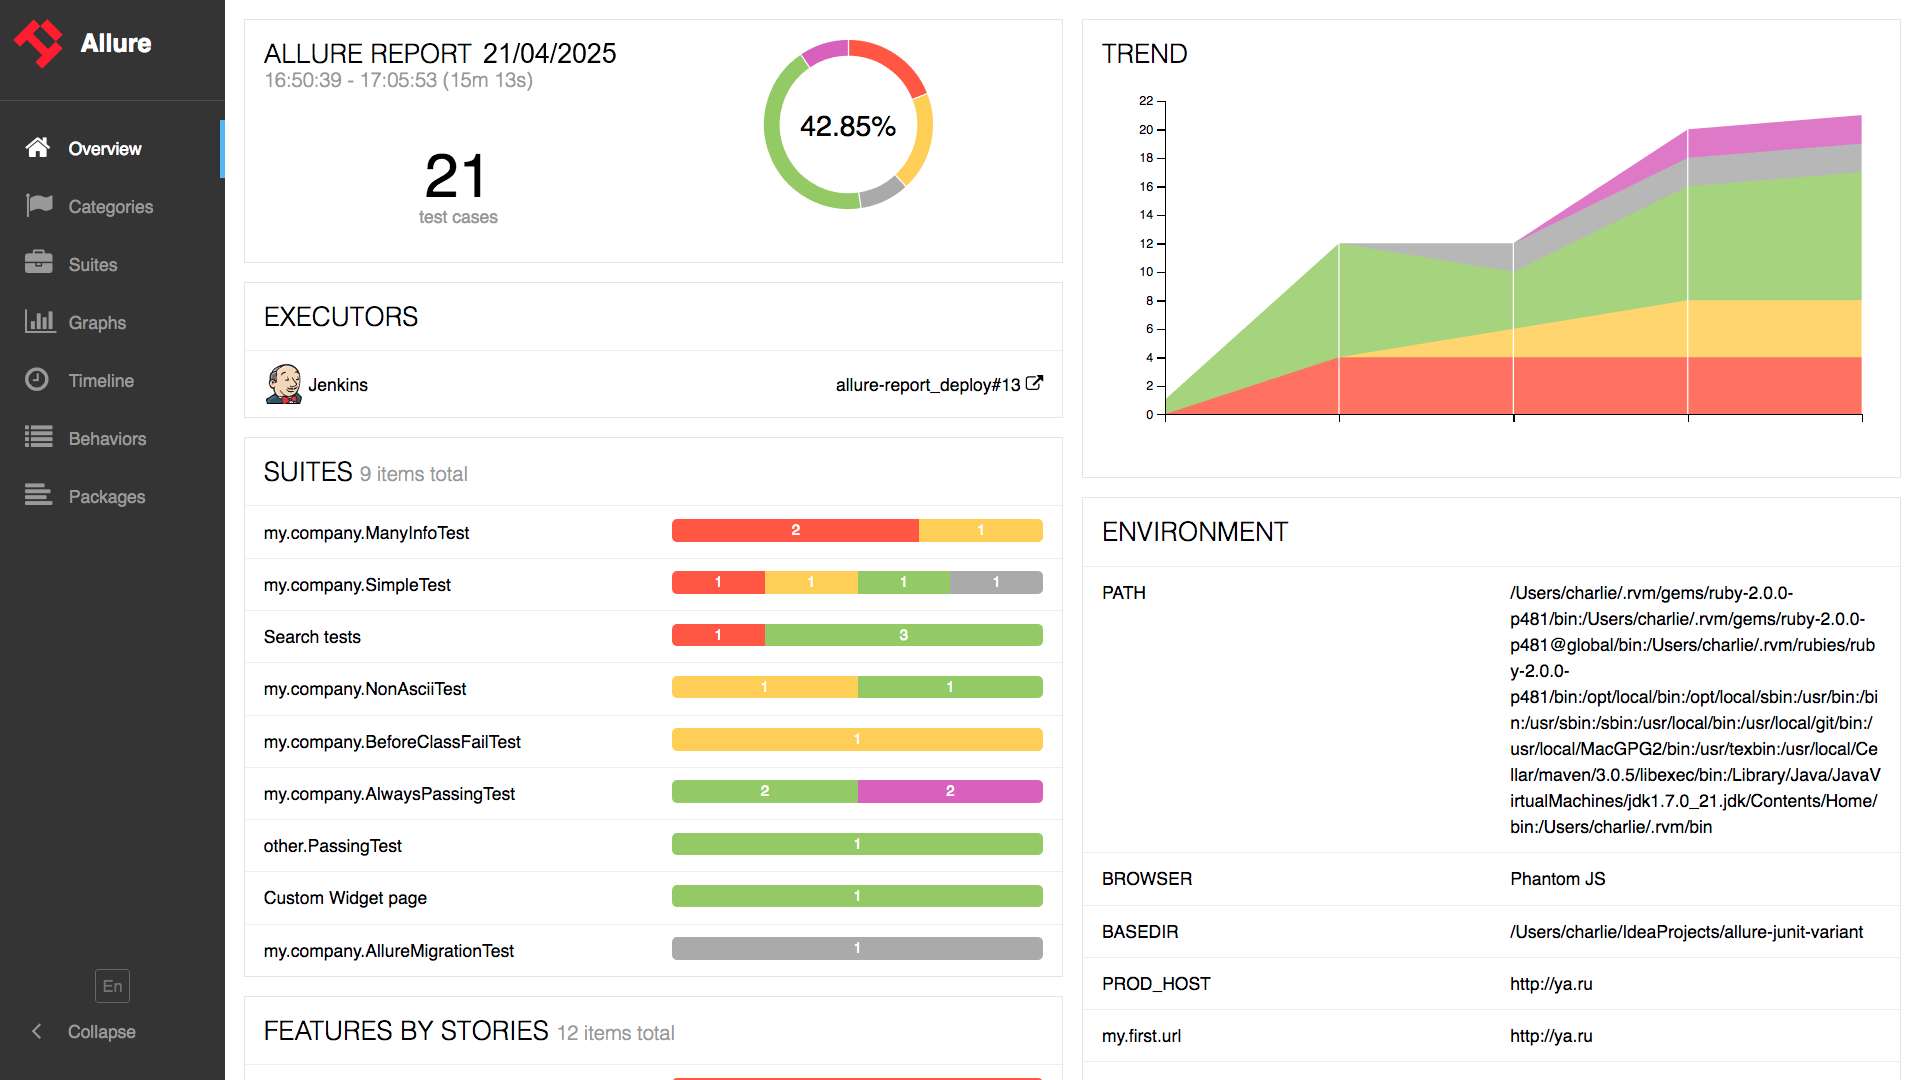 Allure
Overview
Categories
Suites
Graphs
Timeline
Behaviors
Packages
En
Collapse
ALLURE REPORT 21/04/2025
16:50:39 - 17:05:53 (15m 13s)
21
test cases
42.85%
EXECUTORS
Jenkins
allure-report_deploy#13
SUITES 9 items total
my.company.ManyInfoTest
2 1
my.company.SimpleTest
1 1 1 1
Search tests
1 3
my.company.NonAsciiTest
1 1
my.company.BeforeClassFailTest
1
my.company.AlwaysPassingTest
2 2
other.PassingTest
1
Custom Widget page
1
my.company.AllureMigrationTest
1
FEATURES BY STORIES 12 items total
TREND
22
20
18
16
14
12
10
8
6
4
2
0
ENVIRONMENT
PATH
/Users/charlie/.rvm/gems/ruby-2.0.0-
p481/bin:/Users/charlie/.rvm/gems/ruby-2.0.0-
p481@global/bin:/Users/charlie/.rvm/rubies/rub
y-2.0.0-
p481/bin:/opt/local/bin:/opt/local/sbin:/usr/bin:/bi
n:/usr/sbin:/sbin:/usr/local/bin:/usr/local/git/bin:/
usr/local/MacGPG2/bin:/usr/texbin:/usr/local/Ce
llar/maven/3.0.5/libexec/bin:/Library/Java/JavaV
irtualMachines/jdk1.7.0_21.jdk/Contents/Home/
bin:/Users/charlie/.rvm/bin
BROWSER
Phantom JS
BASEDIR
/Users/charlie/IdeaProjects/allure-junit-variant
PROD_HOST
http://ya.ru
my.first.url
http://ya.ru